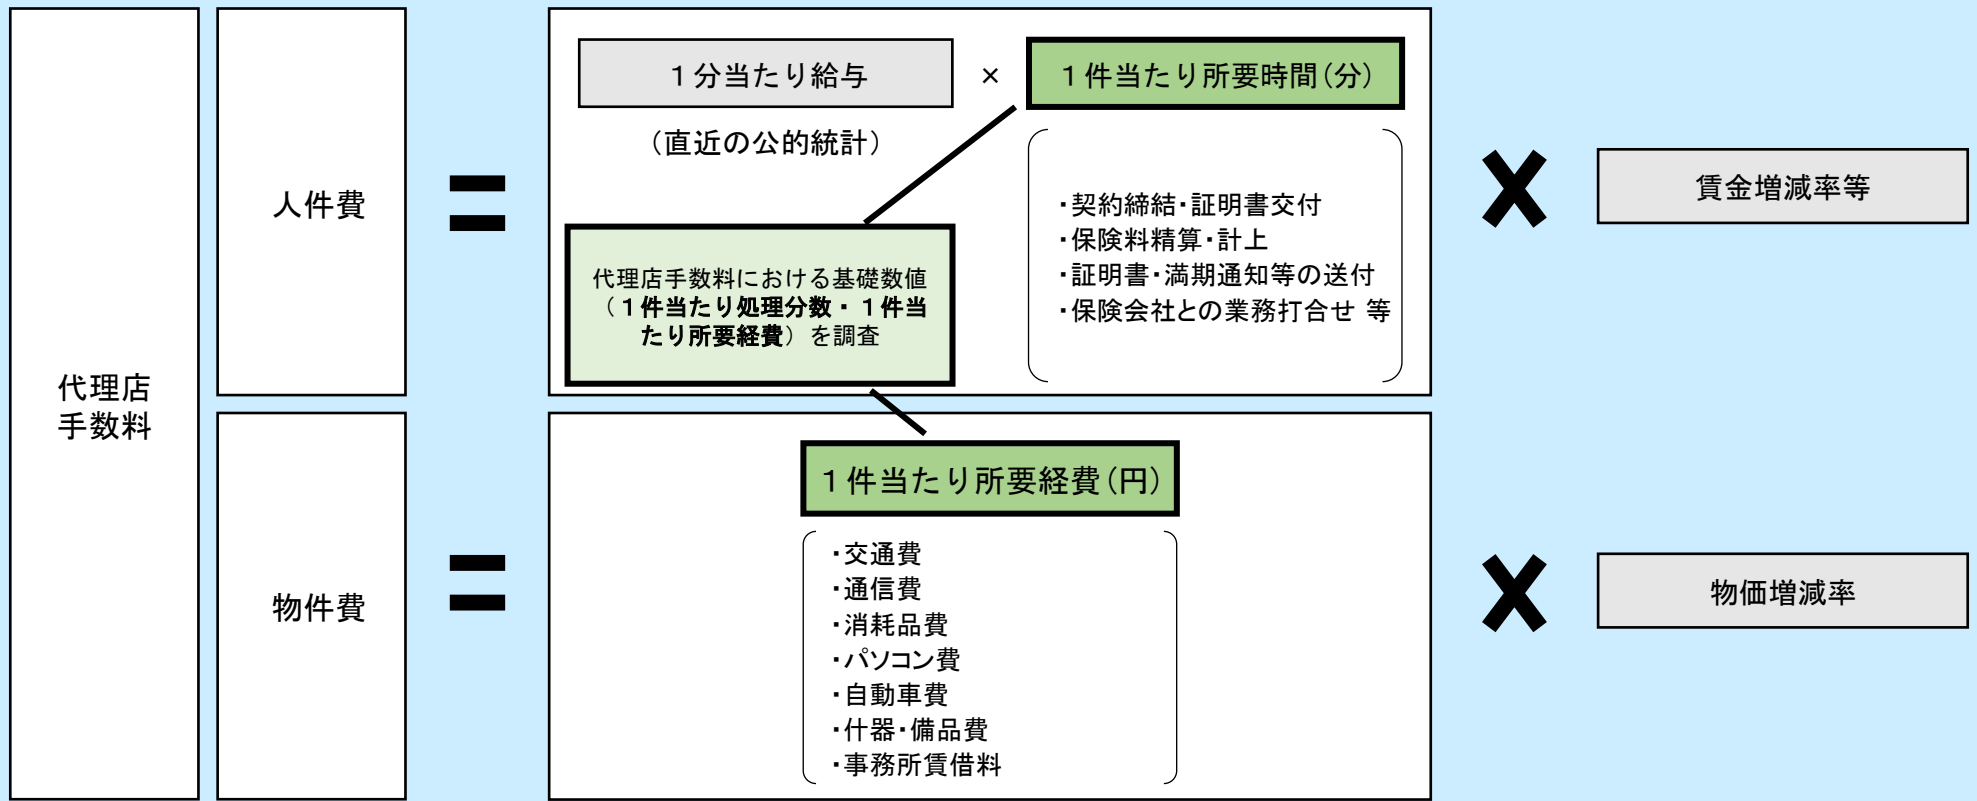 代理店
手数料
人件費
＝
１分当たり給与
×
１件当たり所要時間(分)
(直近の公的統計)
・契約締結・証明書交付
・保険料精算・計上
・証明書・満期通知等の送付
・保険会社との業務打合せ 等
代理店手数料における基礎数値
（１件当たり処理分数・１件当
たり所要経費）を調査
×
賃金増減率等
物件費
＝
１件当たり所要経費(円)
・交通費
・通信費
・消耗品費
・パソコン費
・自動車費
・什器・備品費
・事務所賃借料
×
物価増減率